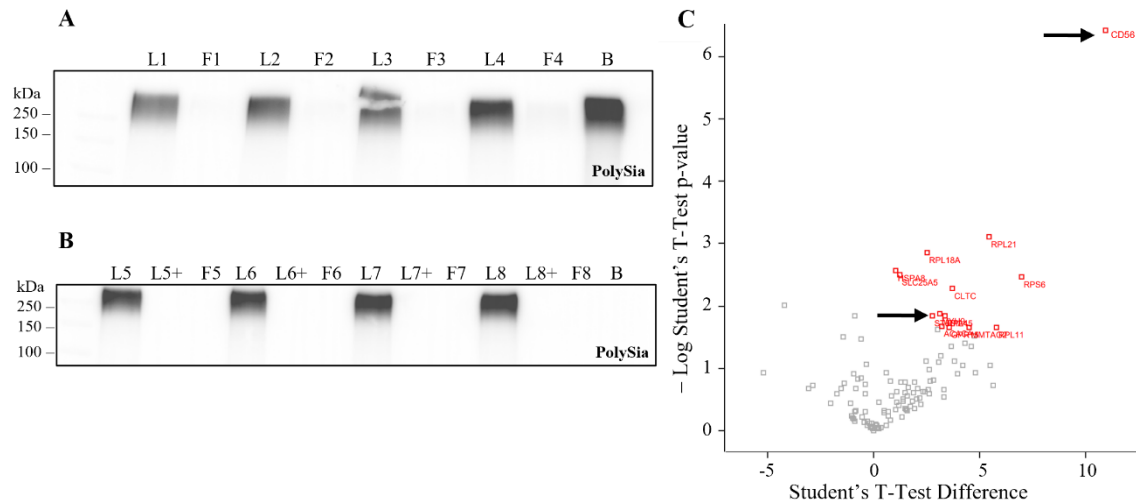 A
L1 F1 L2 F2 L3 F3 L4 F4 B
kDa
250 –
150 –
100 –
PolySia
B
L5 L5+ F5 L6 L6+ F6 L7 L7+ F7 L8 L8+ F8 B
kDa
250 –
150 –
100 –
PolySia
C
– Log Student's T-Test p-value
6
5
4
3
2
1
0
CD56
RPL21
RPL18A
HSPA8
SLC25A5
RPS6
CLTC
RPL11
-5 0 5 10
Student's T-Test Difference